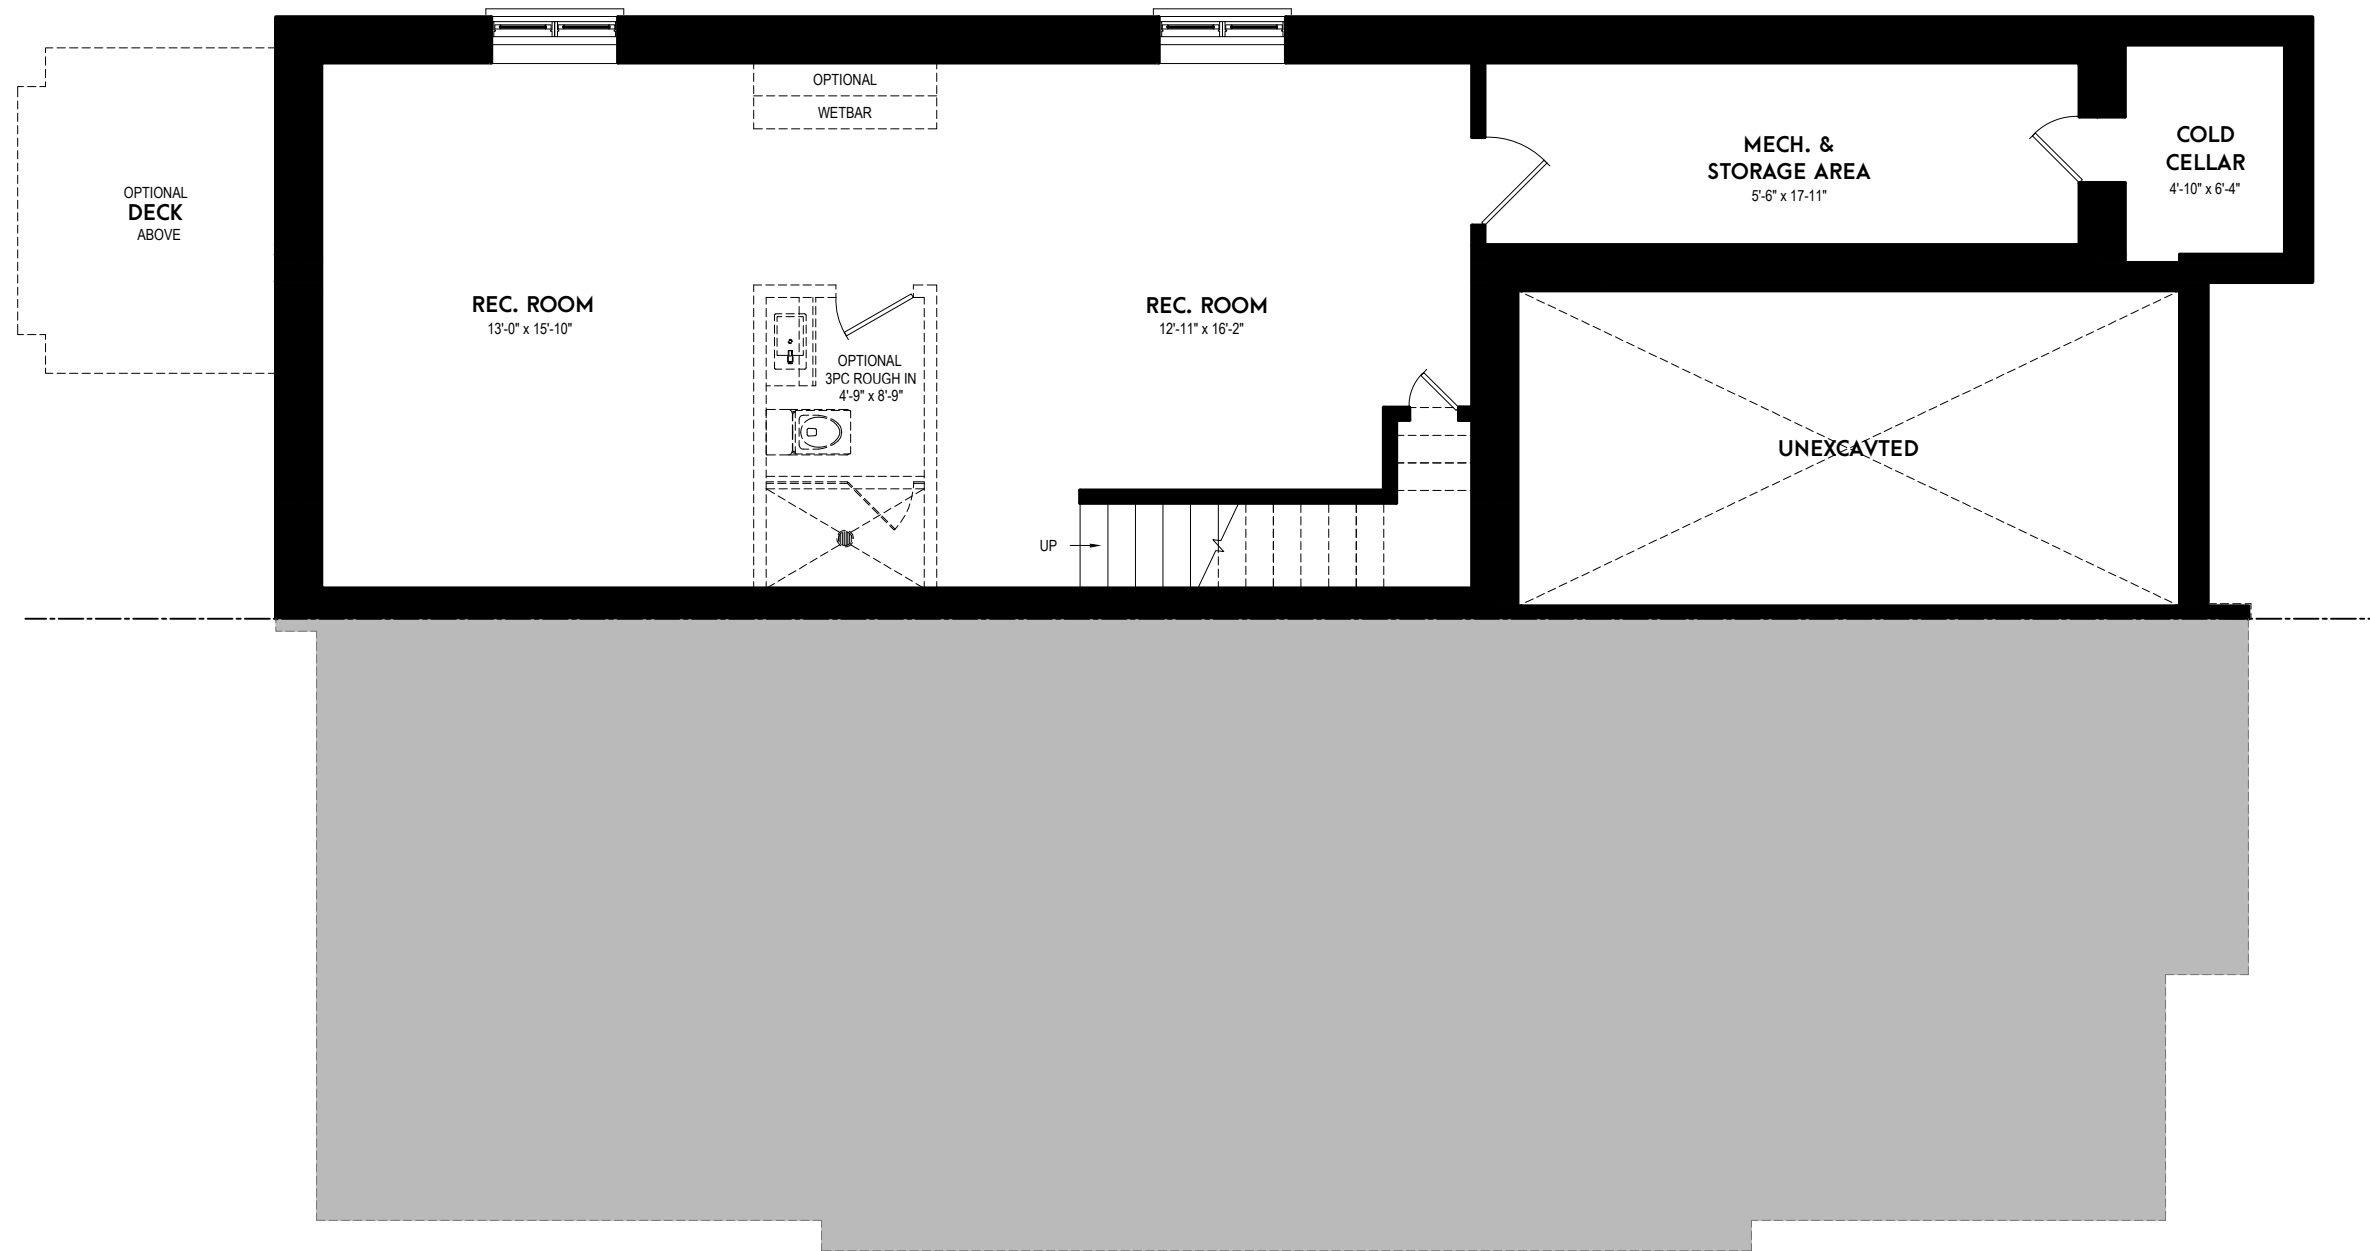 OPTIONAL
WETBAR
OPTIONAL
DECK
ABOVE
MECH. &
STORAGE AREA
5'-6" x 17-11"
COLD
CELLAR
4'-10" x 6'-4"
REC. ROOM
13'-0" x 15'-10"
REC. ROOM
12'-11" x 16'-2"
OPTIONAL
3PC ROUGH IN
4'-9" x 8'-9"
UNEXCAVTED
UP